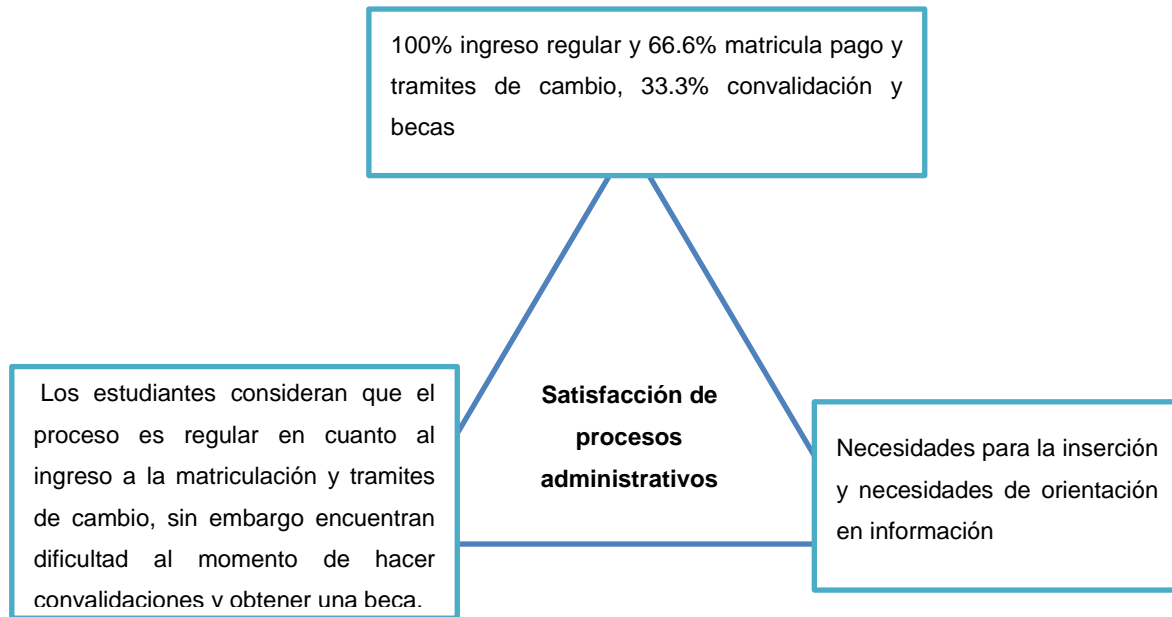 100% ingreso regular y 66.6% matricula pago y
tramites de cambio, 33.3% convalidación y
becas
Los estudiantes consideran que el
proceso es regular en cuanto al
ingreso a la matriculación y tramites
de cambio, sin embargo encuentran
dificultad al momento de hacer
convalidaciones y obtener una beca.
Satisfacción de
procesos
administrativos
Necesidades para la inserción
y necesidades de orientación
en información